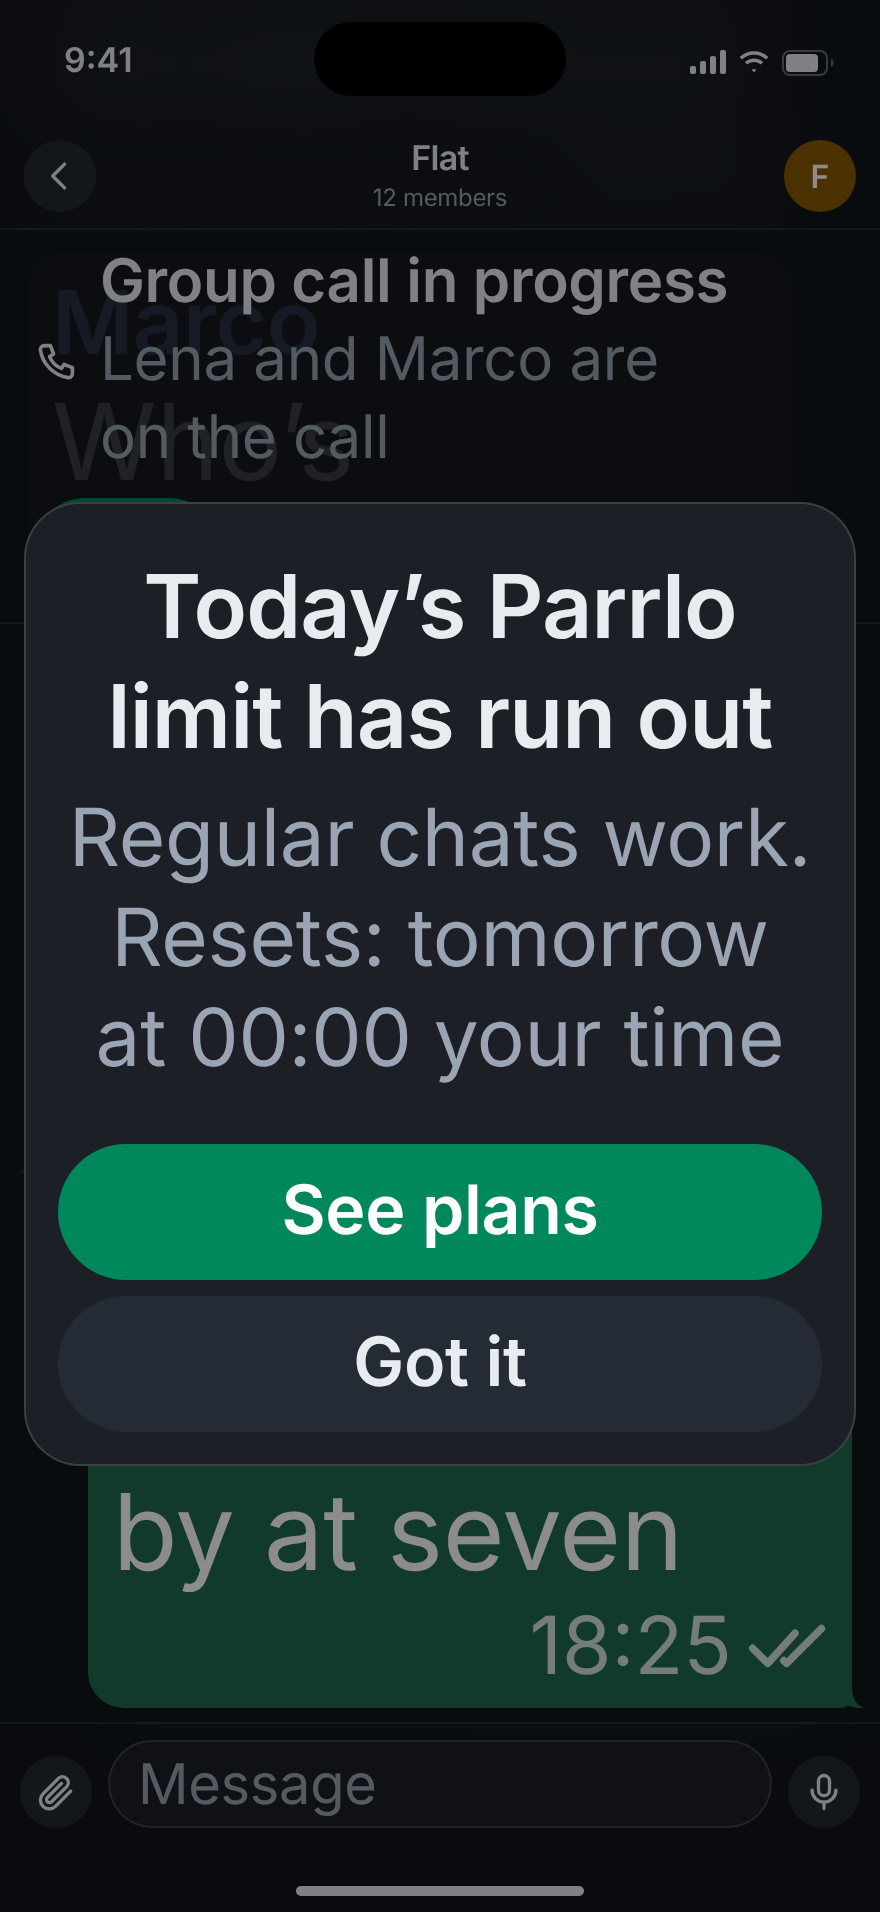 9:41
Flat
12 members
F
Group call in progress
Marco
Lena and Marco are
on the call
Who’s
Today’s Parrlo
limit has run out
Regular chats work.
Resets: tomorrow
at 00:00 your time
See plans
Got it
by at seven
18:25
Message